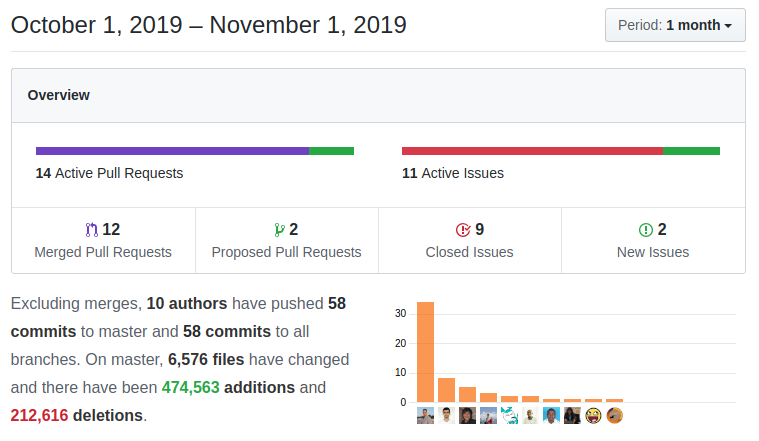 October 1, 2019 – November 1, 2019
Period: 1 month
Overview
14 Active Pull Requests
11 Active Issues
12
Merged Pull Requests
2
Proposed Pull Requests
9
Closed Issues
2
New Issues
Excluding merges, 10 authors have pushed 58
commits to master and 58 commits to all
branches. On master, 6,576 files have changed
and there have been 474,563 additions and
212,616 deletions.
30
20
10
0